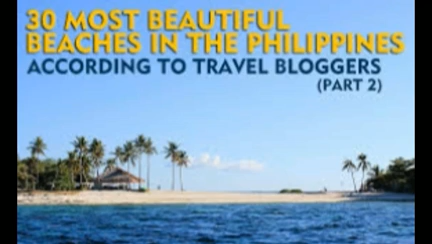 30 MOST BEAUTIFUL
BEACHES IN THE PHILIPPINES
ACCORDING TO TRAVEL BLOGGERS
(PART 2)